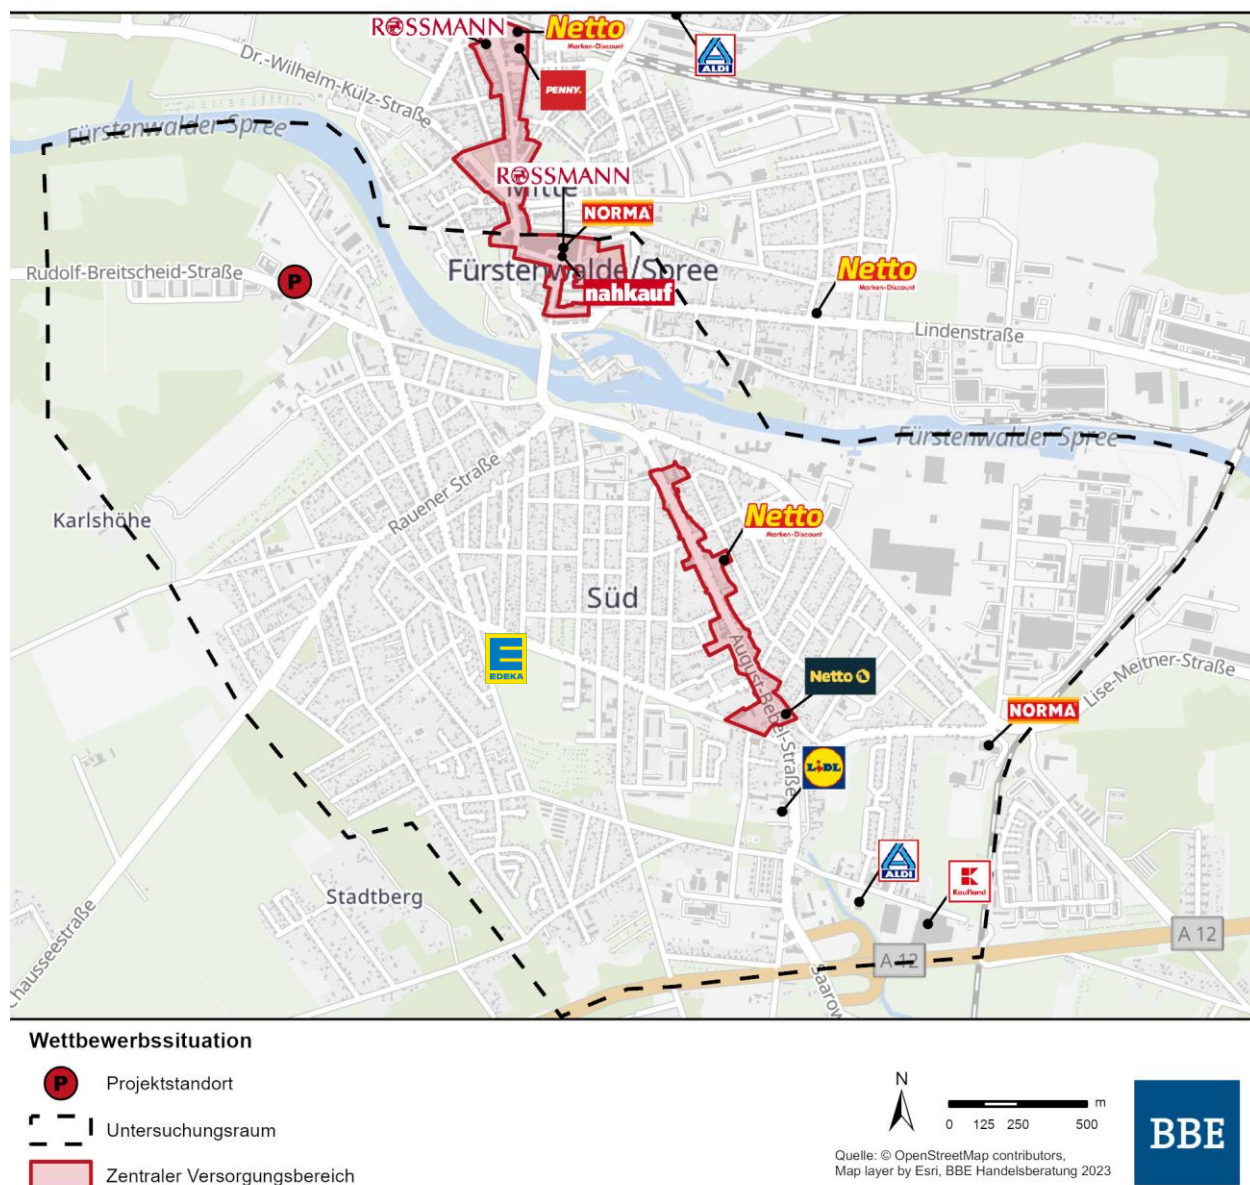 ROSSMANN
Netto
Marken-Discount
ALDI
Dr.-Wilhelm-Külz-Straße
PENNY.
Fürstenwalder Spree
ROSSMANN
Mitte
NORMA
Rudolf-Breitscheid-Straße
P
Fürstenwalde/Spree
nahkauf
Netto
Marken-Discount
Lindenstraße
Fürstenwalder Spree
Rauener Straße
Karlshöhe
Netto
Marken-Discount
Süd
E
EDEKA
August-Bebel-Straße
Netto
Lise-Meitner-Straße
NORMA
LIDL
ALDI
K
Kaufland
Stadtberg
Chausseestraße
A 12
A 12
Saarow
Wettbewerbssituation
P
Projektstandort
Untersuchungsraum
Zentraler Versorgungsbereich
N
m
0 125 250 500
Quelle: © OpenStreetMap contributors,
Map layer by Esri, BBE Handelsberatung 2023
BBE